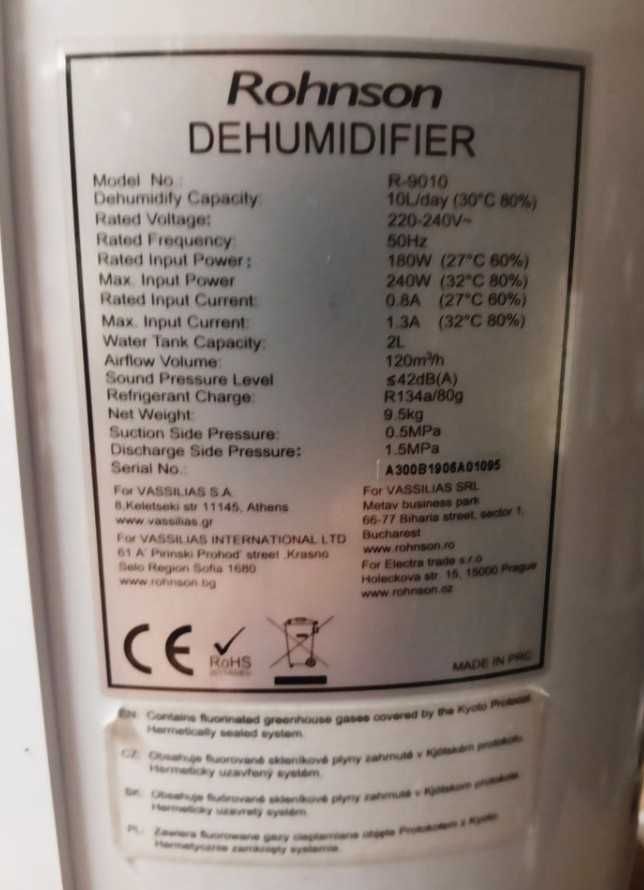 Rohnson
DEHUMIDIFIER
Model No.: R-9010
Dehumidify Capacity: 10L/day (30°C 80%)
Rated Voltage: 220-240V~
Rated Frequency: 50Hz
Rated Input Power: 180W (27°C 60%)
Max. Input Power 240W (32°C 80%)
Rated Input Current: 0.8A (27°C 60%)
Max. Input Current: 1.3A (32°C 80%)
Water Tank Capacity: 2L
Airflow Volume: 120m³/h
Sound Pressure Level ≤42dB(A)
Refrigerant Charge: R134a/80g
Net Weight: 9.5kg
Suction Side Pressure: 0.5MPa
Discharge Side Pressure: 1.5MPa
Serial No.: A300B1906A01095
For VASSILIAS S.A.
8,Keletseki str 11145, Athens
www.vassilias.gr
For VASSILIAS INTERNATIONAL LTD
61 A' Pirinski Prohod' street ,Krasno
Selo Region Sofia 1680
www.rohnson.bg
For VASSILIAS SRL
Metav business park
66-77 Biharia street, sector 1,
Bucharest
www.rohnson.ro
For Electra trade s.r.o
Holeckova str. 15, 15000 Prague
www.rohnson.cz
CE
RoHS
MADE IN PRC
EN: Contains fluorinated greenhouse gases covered by the Kyoto Protocol
Hermetically sealed system.
CZ: Obsahuje fluorované skleníkové plyny zahrnuté v Kjótském protokolu.
Hermeticky uzavřený systém.
SK: Obsahuje fluórované skleníkové plyny zahrnuté v Kjótskom protokole.
Hermeticky uzavretý systém.
PL: Zawiera fluorowane gazy cieplarniane objęte Protokołem z Kyoto.
Hermetycznie zamknięty systemie.